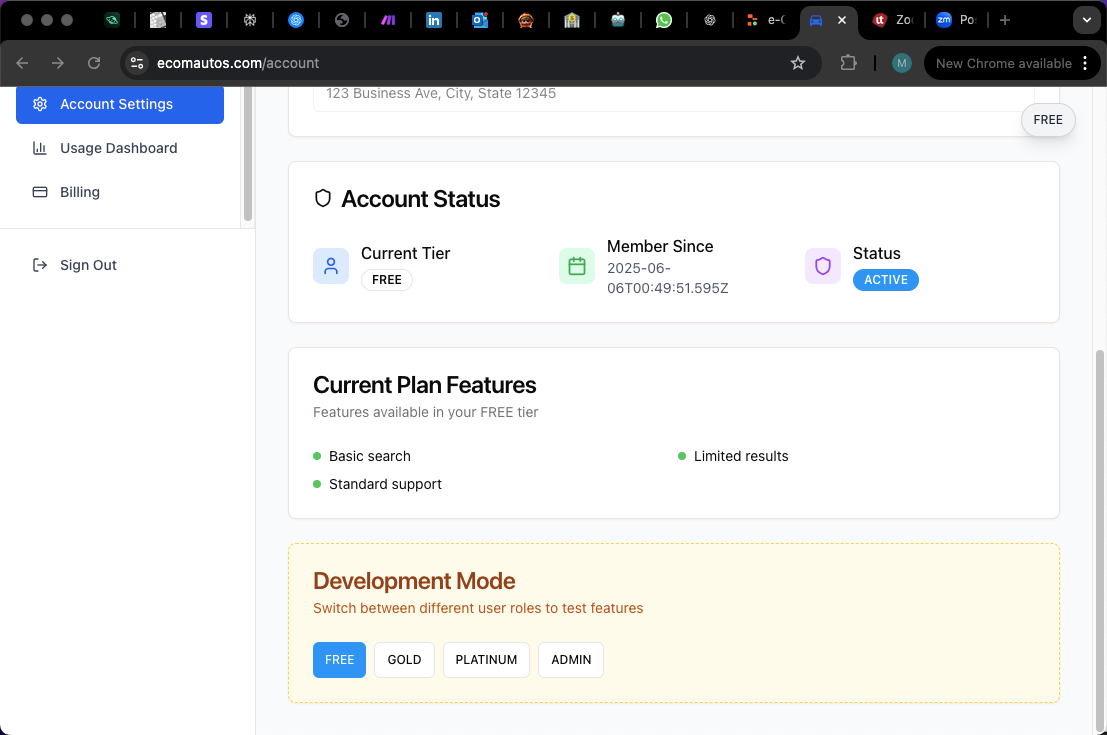 e-C
Zo
Po
ecomautos.com/account
New Chrome available
Account Settings
Usage Dashboard
Billing
Sign Out
123 Business Ave, City, State 12345
FREE
Account Status
Current Tier
FREE
Member Since
2025-06-
06T00:49:51.595Z
Status
ACTIVE
Current Plan Features
Features available in your FREE tier
Basic search
Limited results
Standard support
Development Mode
Switch between different user roles to test features
FREE
GOLD
PLATINUM
ADMIN